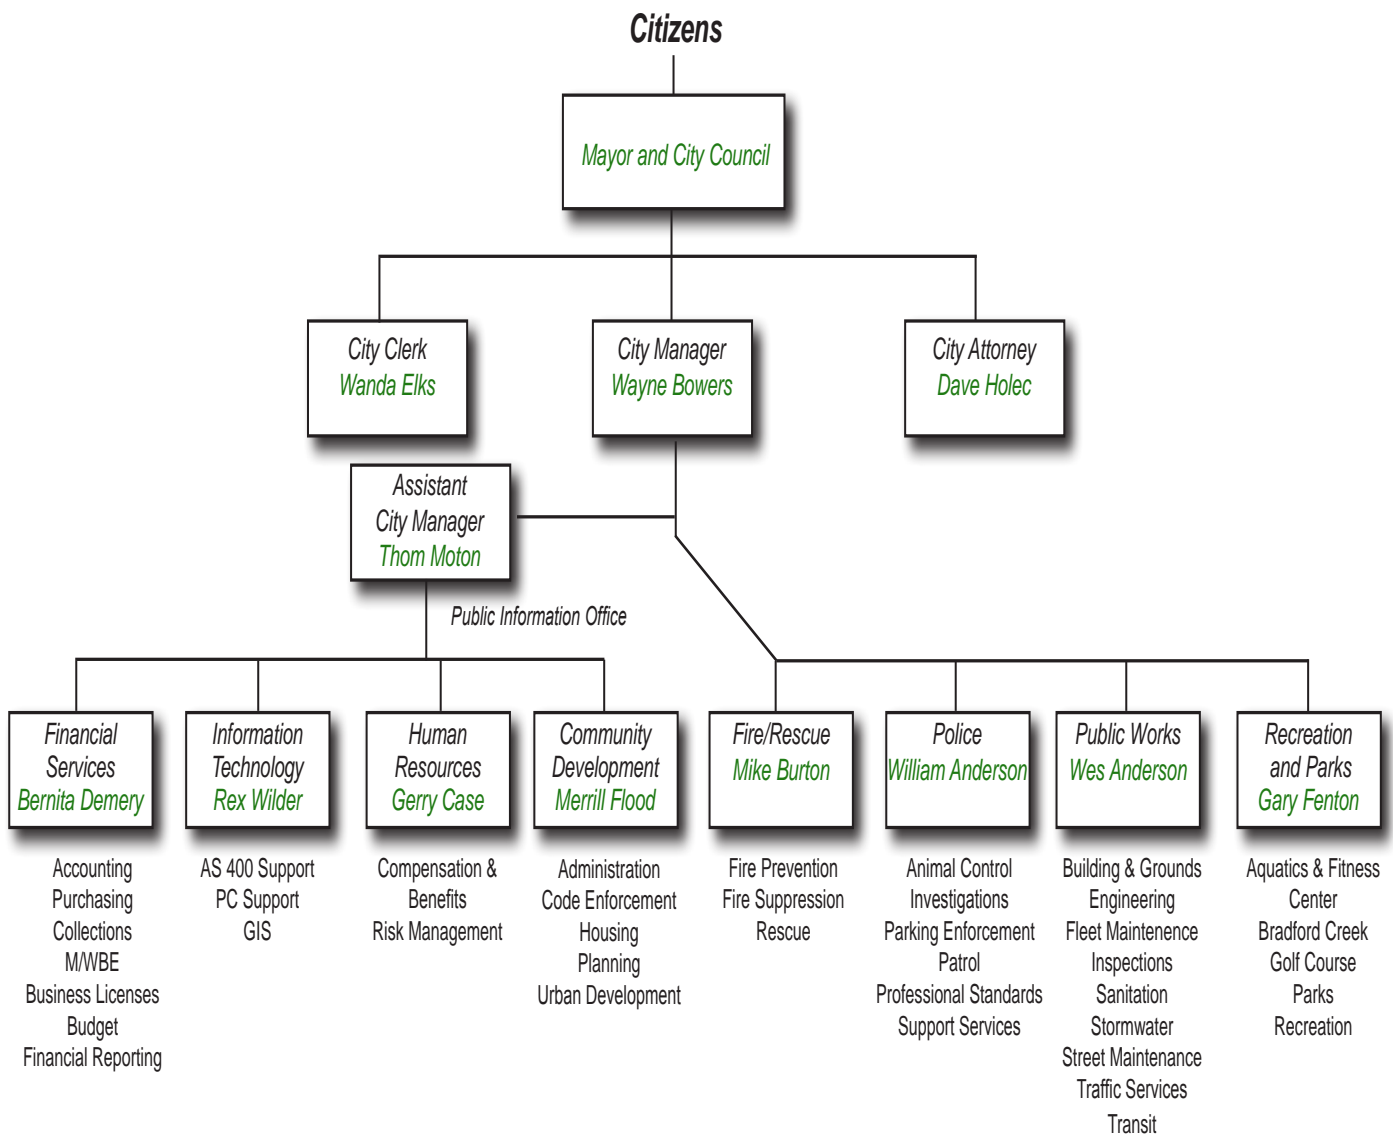 Citizens
Mayor and City Council
City Clerk
Wanda Elks
City Manager
Wayne Bowers
City Attorney
Dave Holec
Assistant
City Manager
Thom Moton
Public Information Office
Financial
Services
Bernita Demery
Information
Technology
Rex Wilder
Human
Resources
Gerry Case
Community
Development
Merrill Flood
Fire/Rescue
Mike Burton
Police
William Anderson
Public Works
Wes Anderson
Recreation
and Parks
Gary Fenton
Accounting
Purchasing
Collections
M/WBE
Business Licenses
Budget
Financial Reporting
AS 400 Support
PC Support
GIS
Compensation &
Benefits
Risk Management
Administration
Code Enforcement
Housing
Planning
Urban Development
Fire Prevention
Fire Suppression
Rescue
Animal Control
Investigations
Parking Enforcement
Patrol
Professional Standards
Support Services
Building & Grounds
Engineering
Fleet Maintenence
Inspections
Sanitation
Stormwater
Street Maintenance
Traffic Services
Transit
Aquatics & Fitness
Center
Bradford Creek
Golf Course
Parks
Recreation